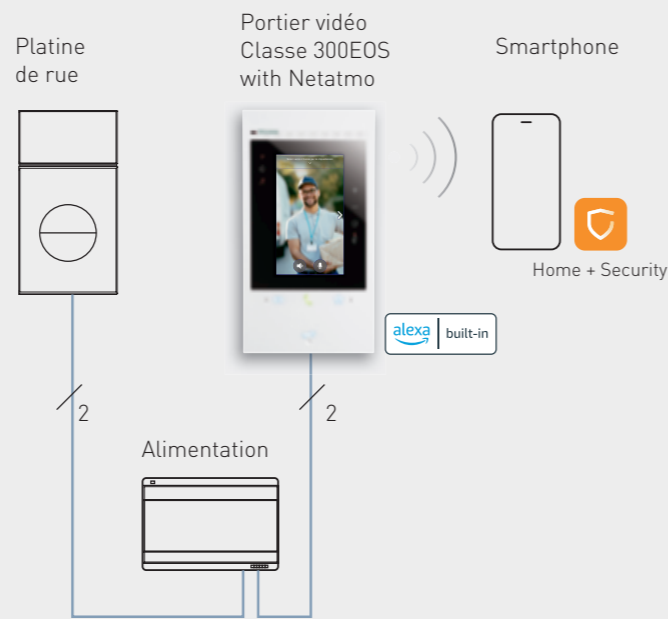 Platine
de rue
Portier vidéo
Classe 300EOS
with Netatmo
Smartphone
Home + Security
alexa built-in
2
2
Alimentation